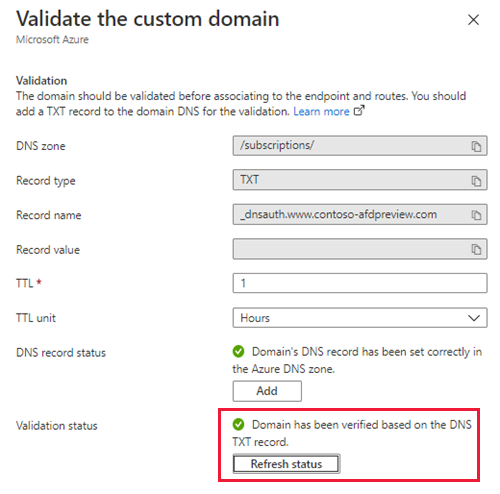 Validate the custom domain
Microsoft Azure
Validation
The domain should be validated before associating to the endpoint and routes. You should
add a TXT record to the domain DNS for the validation. Learn more
DNS zone
/subscriptions/
Record type
TXT
Record name
_dnsauth.www.contoso-afdpreview.com
Record value
TTL *
1
TTL unit
Hours
DNS record status
Domain's DNS record has been set correctly in
the Azure DNS zone.
Add
Validation status
Domain has been verified based on the DNS
TXT record.
Refresh status